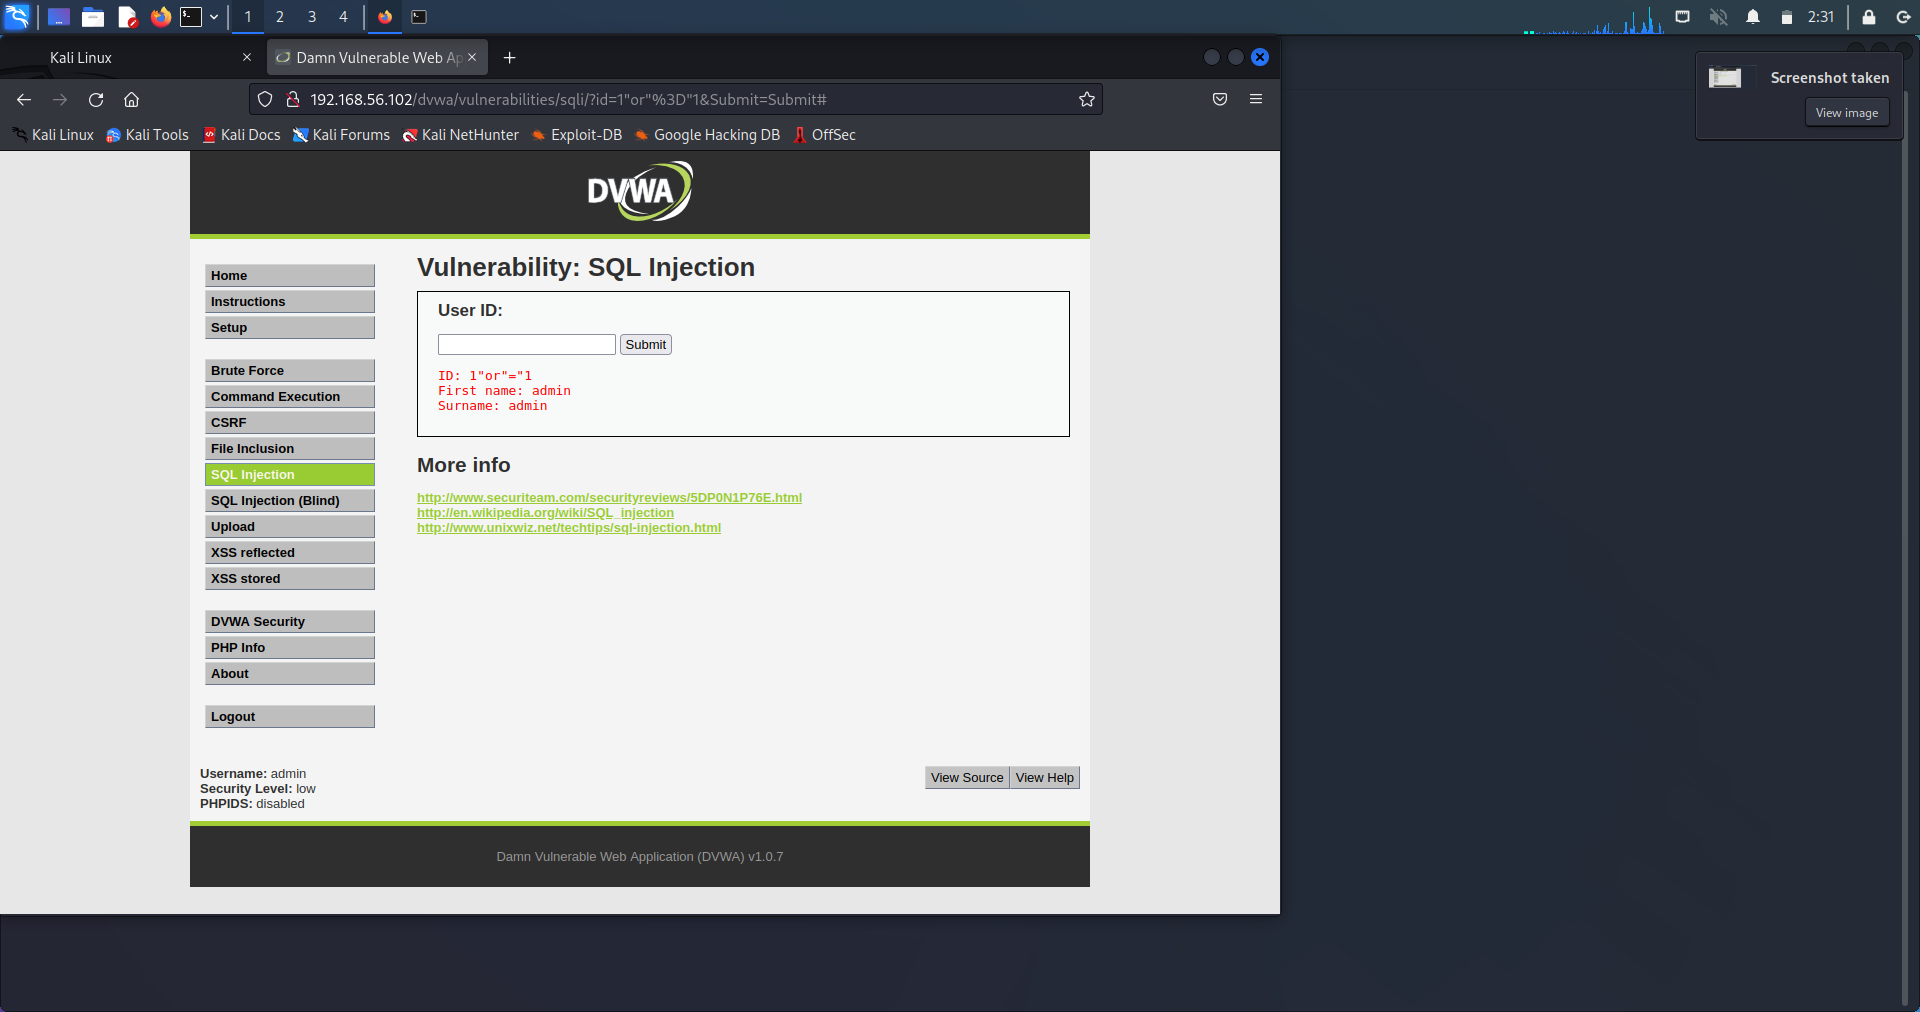 1 2 3 4 2:31
Kali Linux
Damn Vulnerable Web Ap
192.168.56.102/dvwa/vulnerabilities/sqli/?id=1"or"%3D"1&Submit=Submit#
Kali Linux Kali Tools Kali Docs Kali Forums Kali NetHunter Exploit-DB Google Hacking DB OffSec
Screenshot taken
View image
DVWA
Home
Instructions
Setup
Brute Force
Command Execution
CSRF
File Inclusion
SQL Injection
SQL Injection (Blind)
Upload
XSS reflected
XSS stored
DVWA Security
PHP Info
About
Logout
Vulnerability: SQL Injection
User ID:
Submit
ID: 1"or"="1
First name: admin
Surname: admin
More info
http://www.securiteam.com/securityreviews/5DP0N1P76E.html
http://en.wikipedia.org/wiki/SQL_injection
http://www.unixwiz.net/techtips/sql-injection.html
Username: admin
Security Level: low
PHPIDS: disabled
View Source View Help
Damn Vulnerable Web Application (DVWA) v1.0.7